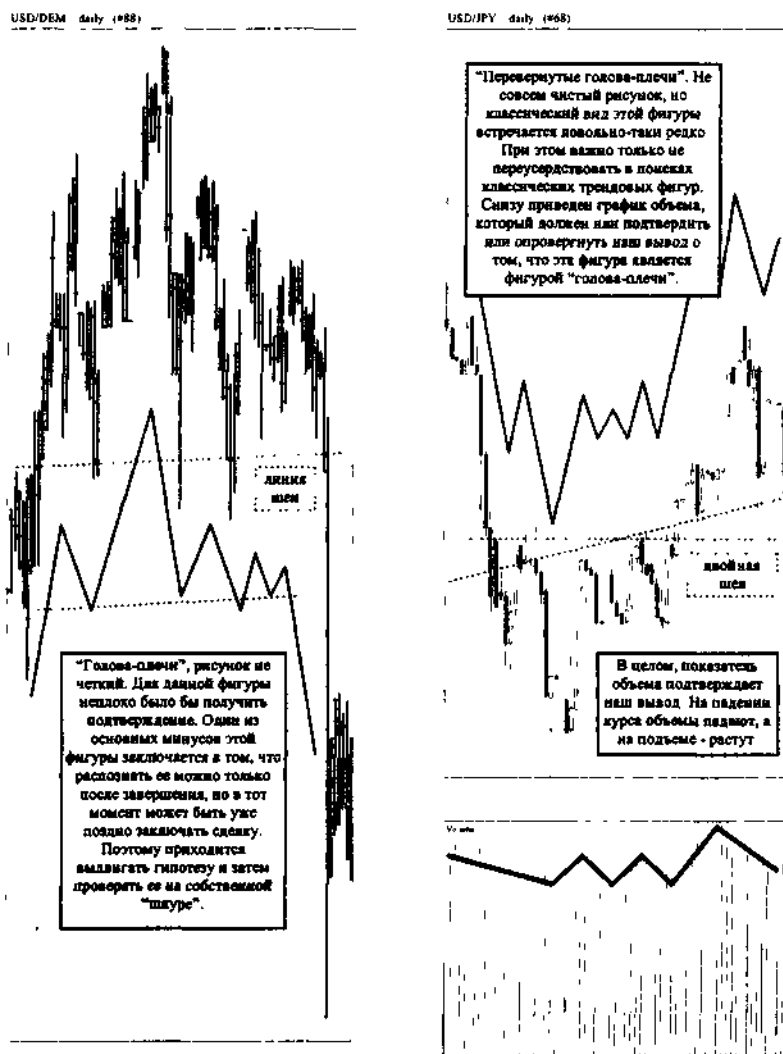 USD/DEM daily (#88)
линия
шеи
"Голова-плечи", рисунок не
четкий. Для данной фигуры
неплохо было бы получить
подтверждение. Один из
основных минусов этой
фигуры заключается в том, что
распознать ее можно только
после завершения, но в тот
момент может быть уже
поздно заключать сделку.
Поэтому приходится
выдвигать гипотезу и затем
проверять ее на собственной
"шкуре".
USD/JPY daily (#68)
"Перевернутые голова-плечи". Не
совсем чистый рисунок, но
классический вид этой фигуры
встречается довольно-таки редко
При этом важно только не
переусердствовать в поисках
классических трендовых фигур.
Снизу приведен график объема,
который должен или подтвердить
или опровергнуть наш вывод о
том, что эта фигура является
фигурой "голова-плечи".
двойная
шея
В целом, показатель
объема подтверждает
наш вывод На падении
курса объемы падают, а
на подъеме - растут
Volume